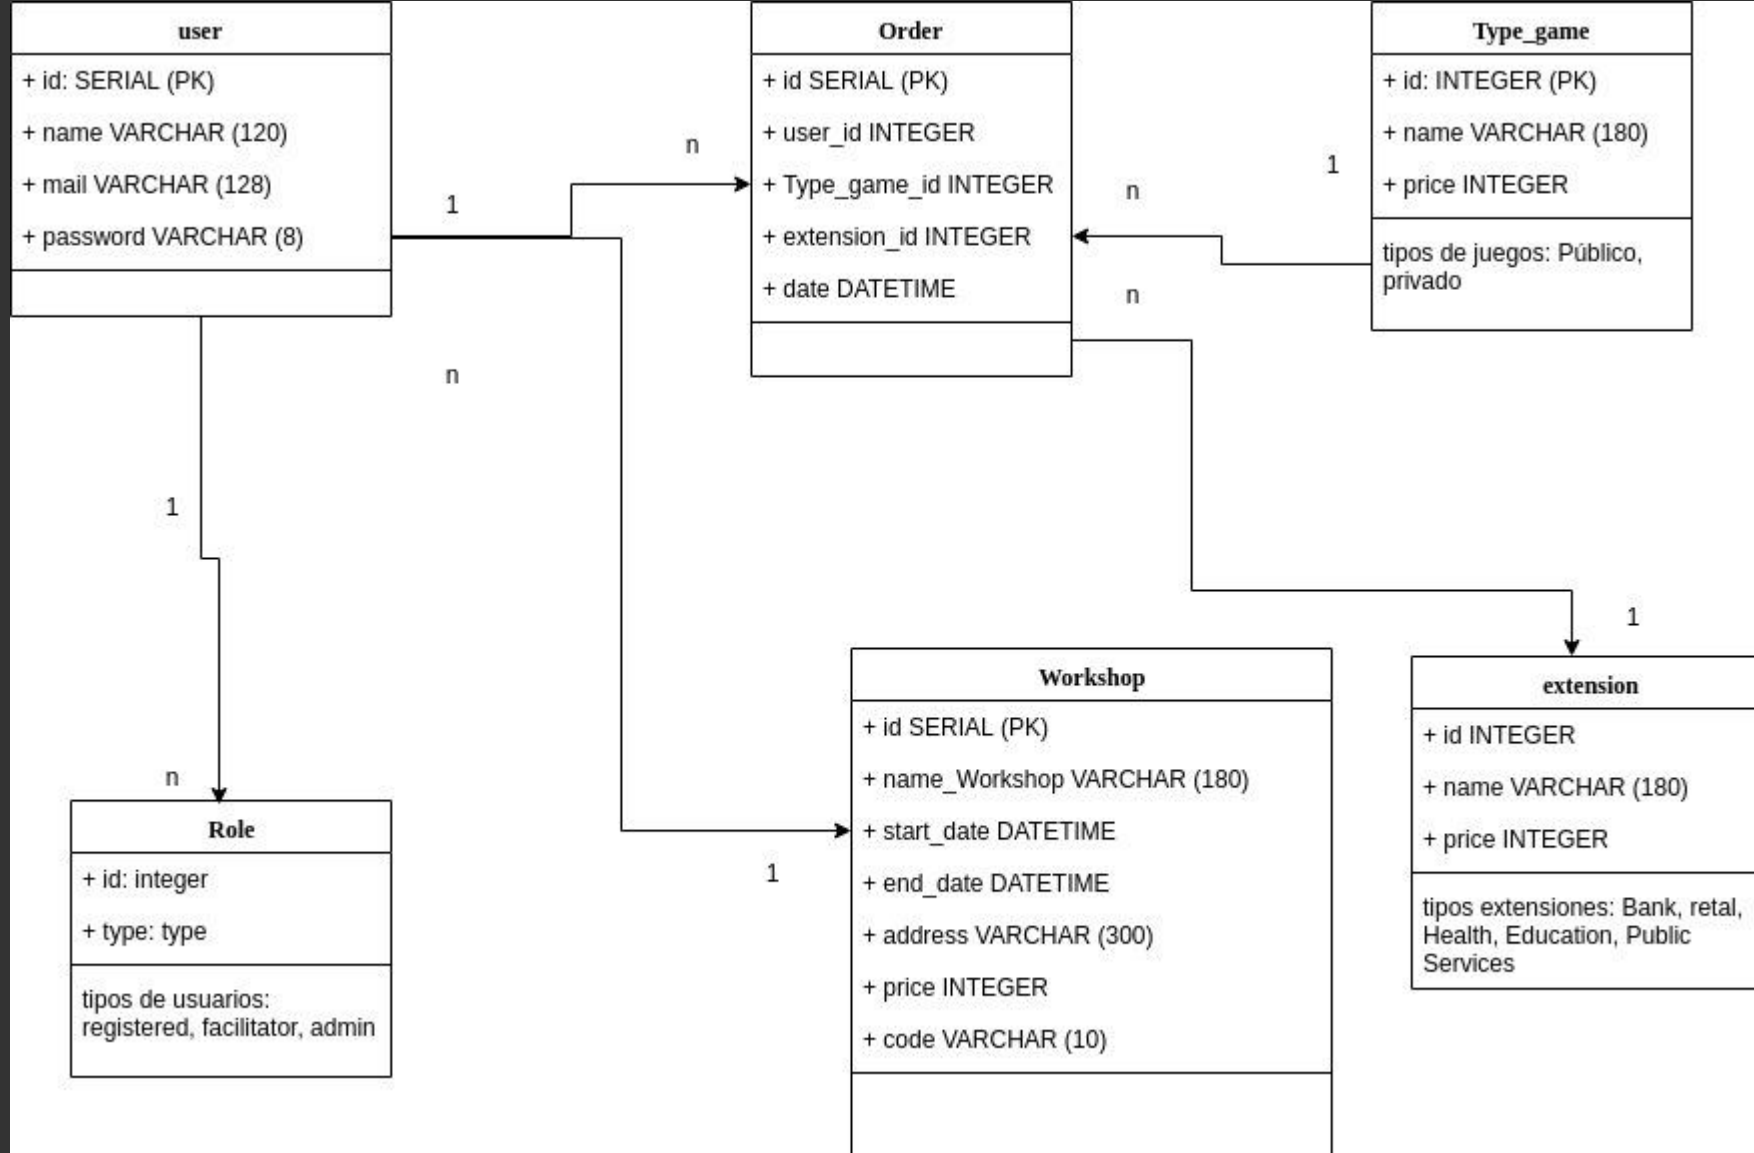 user
+ id: SERIAL (PK)
+ name VARCHAR (120)
+ mail VARCHAR (128)
+ password VARCHAR (8)
1
n
n
Order
+ id SERIAL (PK)
+ user_id INTEGER
+ Type_game_id INTEGER
+ extension_id INTEGER
+ date DATETIME
n
n
1
Type_game
+ id: INTEGER (PK)
+ name VARCHAR (180)
+ price INTEGER
tipos de juegos: Público,
privado
1
n
Role
+ id: integer
+ type: type
tipos de usuarios:
registered, facilitator, admin
1
Workshop
+ id SERIAL (PK)
+ name_Workshop VARCHAR (180)
+ start_date DATETIME
+ end_date DATETIME
+ address VARCHAR (300)
+ price INTEGER
+ code VARCHAR (10)
1
extension
+ id INTEGER
+ name VARCHAR (180)
+ price INTEGER
tipos extensiones: Bank, retal,
Health, Education, Public
Services